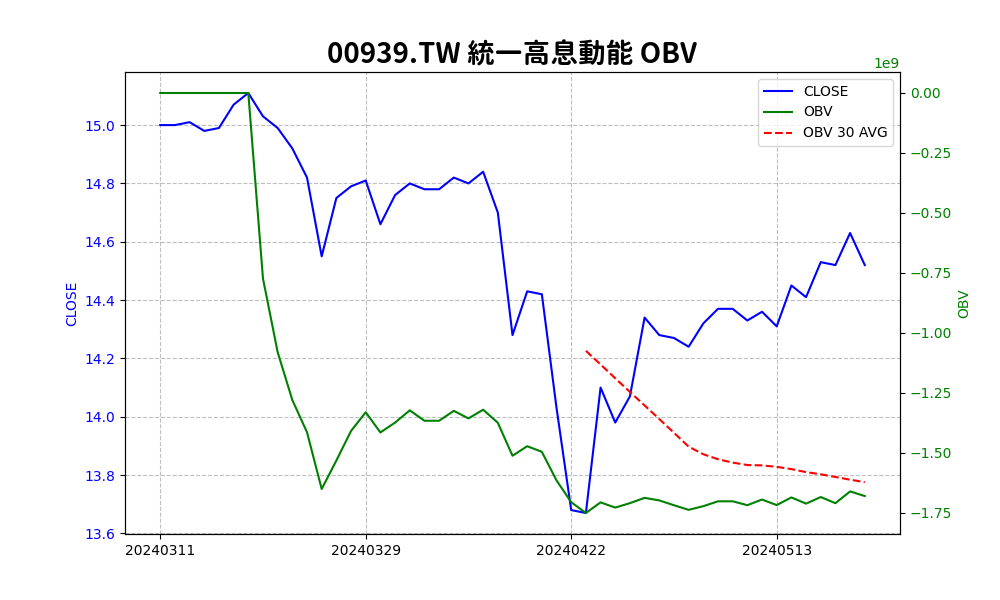 00939.TW 統一高息動能 OBV
1e9
CLOSE
OBV
OBV 30 AVG
15.0
14.8
14.6
14.4
14.2
14.0
13.8
13.6
CLOSE
0.00
−0.25
−0.50
−0.75
−1.00
−1.25
−1.50
−1.75
OBV
20240311
20240329
20240422
20240513